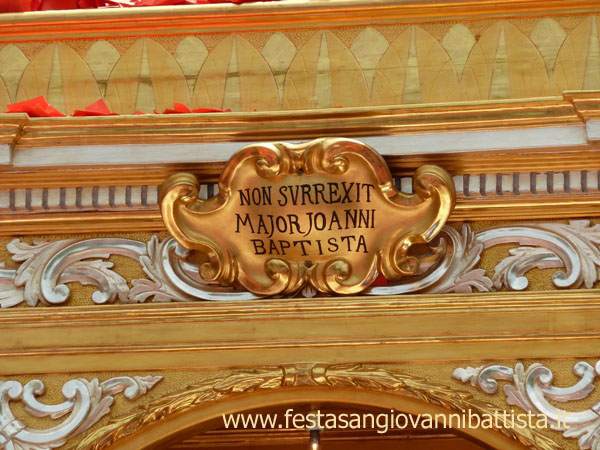 NON SVRREXIT
MAJOR JOANNI
BAPTISTA
www.festasangiovannibattista.it